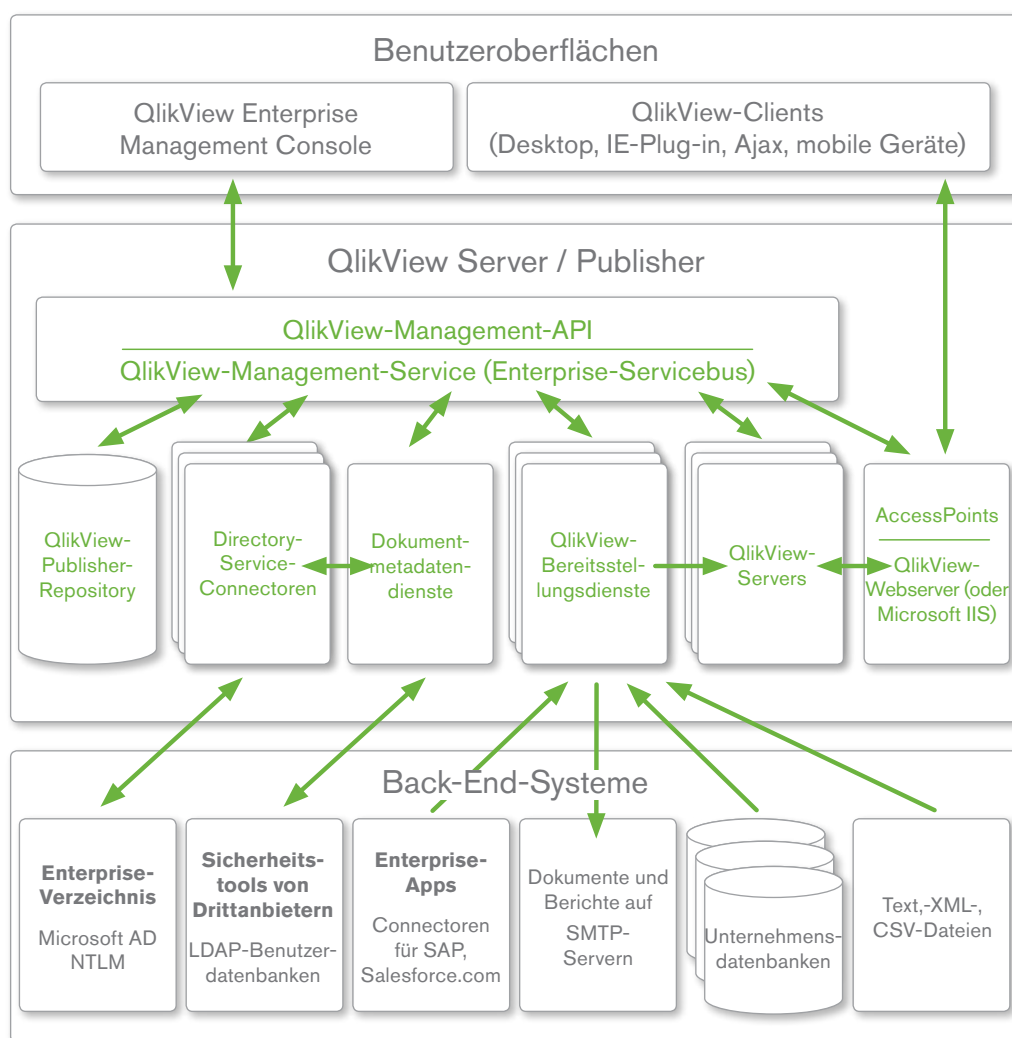 Benutzeroberflächen
QlikView Enterprise
Management Console
QlikView-Clients
(Desktop, IE-Plug-in, Ajax, mobile Geräte)
QlikView Server / Publisher
QlikView-Management-API
QlikView-Management-Service (Enterprise-Servicebus)
QlikView-
Publisher-
Repository
Directory-
Service-
Connectoren
Dokument-
metadaten-
dienste
QlikView-
Bereitsstel-
lungsdienste
QlikView-
Servers
AccessPoints
QlikView-
Webserver (oder
Microsoft IIS)
Back-End-Systeme
Enterprise-
Verzeichnis
Microsoft AD
NTLM
Sicherheits-
tools von
Drittanbietern
LDAP-Benutzer-
datenbanken
Enterprise-
Apps
Connectoren
für SAP,
Salesforce.com
Dokumente und
Berichte auf
SMTP-
Servern
Unternehmens-
datenbanken
Text,-XML-,
CSV-Dateien